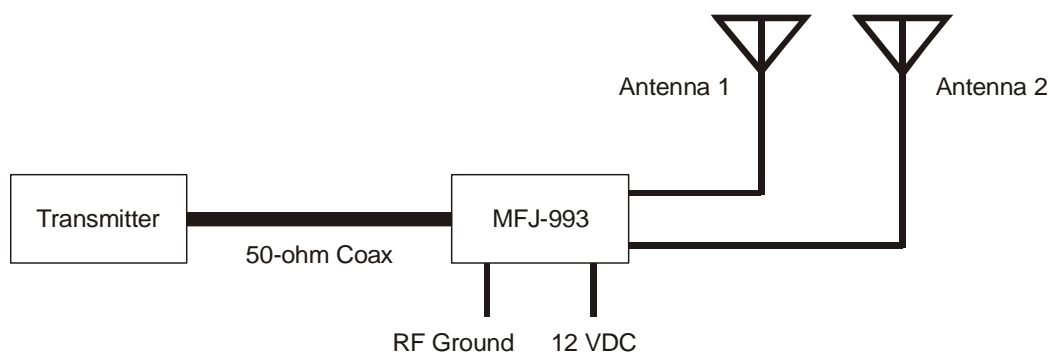 Antenna 1
Antenna 2
Transmitter
MFJ-993
50-ohm Coax
RF Ground
12 VDC